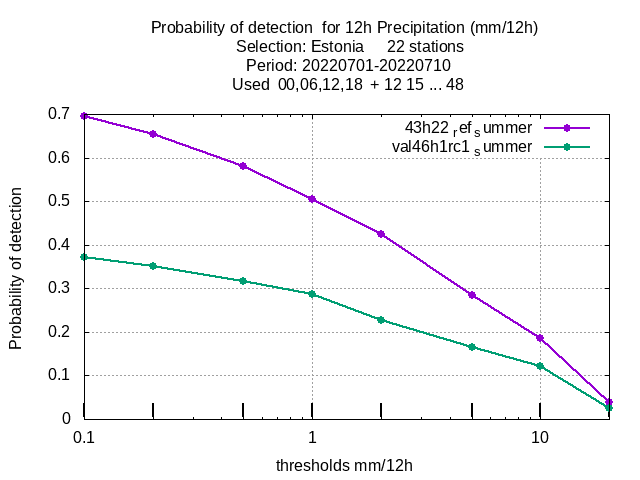 Probability of detection  for 12h Precipitation (mm/12h)
Selection: Estonia     22 stations
Period: 20220701-20220710
Used  00,06,12,18  + 12 15 ... 48
0.7
0.6
0.5
0.4
0.3
0.2
0.1
0
Probability of detection
43h22 ref summer
val46h1rc1 summer
0.1
1
10
thresholds mm/12h